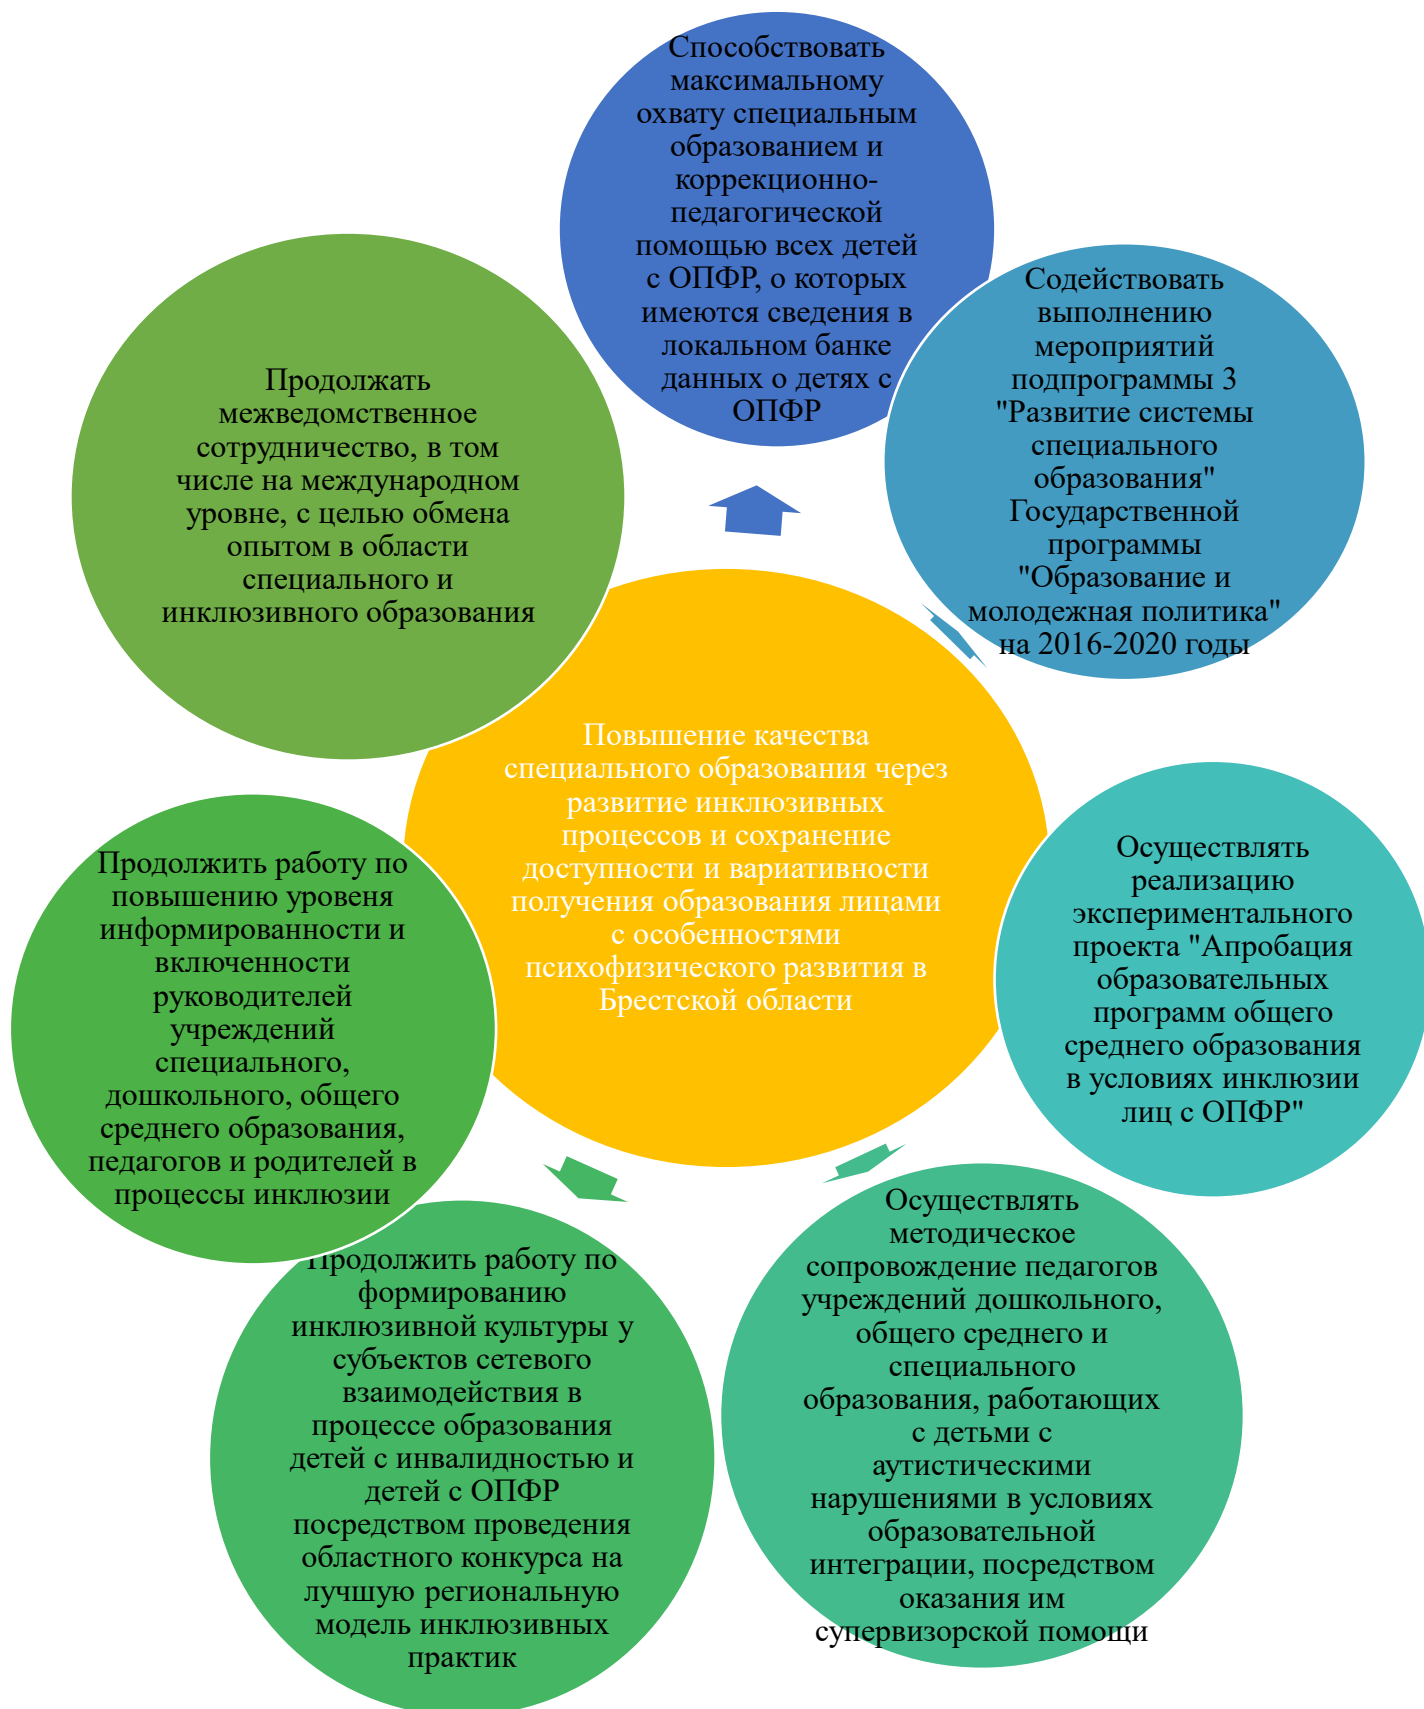 Способствовать
максимальному
охвату специальным
образованием и
коррекционно-
педагогической
помощью всех детей
с ОПФР, о которых
имеются сведения в
локальном банке
данных о детях с
ОПФР
Содействовать
выполнению
мероприятий
подпрограммы 3
"Развитие системы
специального
образования"
Государственной
программы
"Образование и
молодежная политика"
на 2016-2020 годы
Осуществлять
реализацию
экспериментального
проекта "Апробация
образовательных
программ общего
среднего образования
в условиях инклюзии
лиц с ОПФР"
Осуществлять
методическое
сопровождение педагогов
учреждений дошкольного,
общего среднего и
специального
образования, работающих
с детьми с
аутистическими
нарушениями в условиях
образовательной
интеграции, посредством
оказания им
супервизорской помощи
Продолжить работу по
формированию
инклюзивной культуры у
субъектов сетевого
взаимодействия в
процессе образования
детей с инвалидностью и
детей с ОПФР
посредством проведения
областного конкурса на
лучшую региональную
модель инклюзивных
практик
Продолжить работу по
повышению уровеня
информированности и
включенности
руководителей
учреждений
специального,
дошкольного, общего
среднего образования,
педагогов и родителей в
процессы инклюзии
Продолжать
межведомственное
сотрудничество, в том
числе на международном
уровне, с целью обмена
опытом в области
специального и
инклюзивного образования
Повышение качества
специального образования через
развитие инклюзивных
процессов и сохранение
доступности и вариативности
получения образования лицами
с особенностями
психофизического развития в
Брестской области